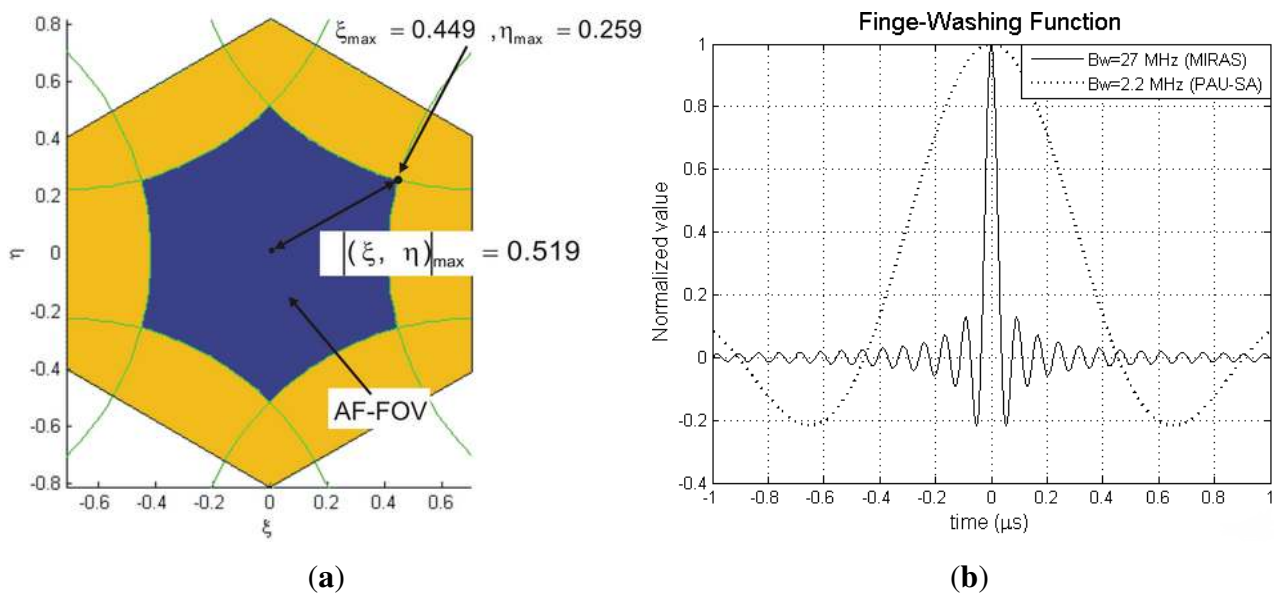 ξmax = 0.449 , ηmax = 0.259
0.8
0.6
0.4
0.2
0
-0.2
-0.4
-0.6
-0.8
η
|(ξ, η)|max = 0.519
AF-FOV
-0.6 -0.4 -0.2 0 0.2 0.4 0.6
ξ
(a)
Finge-Washing Function
Bw=27 MHz (MIRAS)
Bw=2.2 MHz (PAU-SA)
1
0.8
0.6
0.4
0.2
0
-0.2
-0.4
Normalized value
-1 -0.8 -0.6 -0.4 -0.2 0 0.2 0.4 0.6 0.8 1
time (μs)
(b)